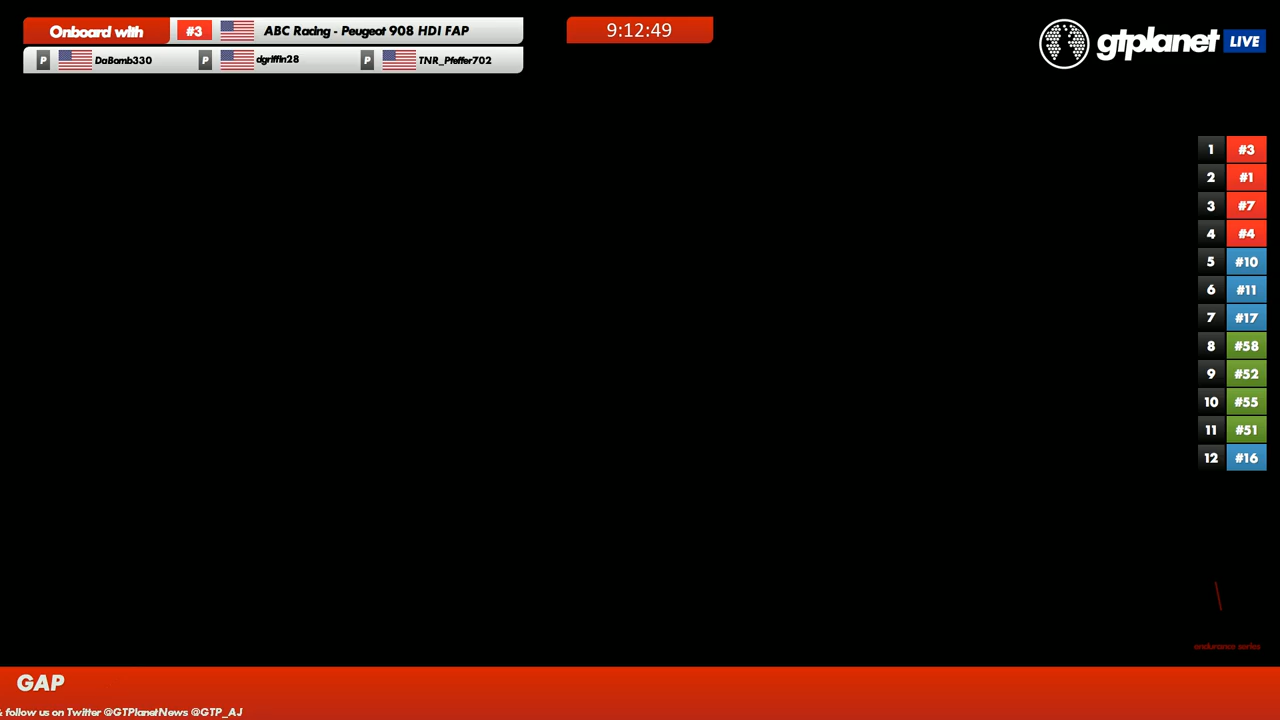 Onboard with #3 ABC Racing - Peugeot 908 HDI FAP
P DaBomb330 P dgriffin28 P TNR_Pfeffer702
9:12:49
gtplanet LIVE
1 #3
2 #1
3 #7
4 #4
5 #10
6 #11
7 #17
8 #58
9 #52
10 #55
11 #51
12 #16
endurance series
GAP
& follow us on Twitter @GTPlanetNews @GTP_AJ